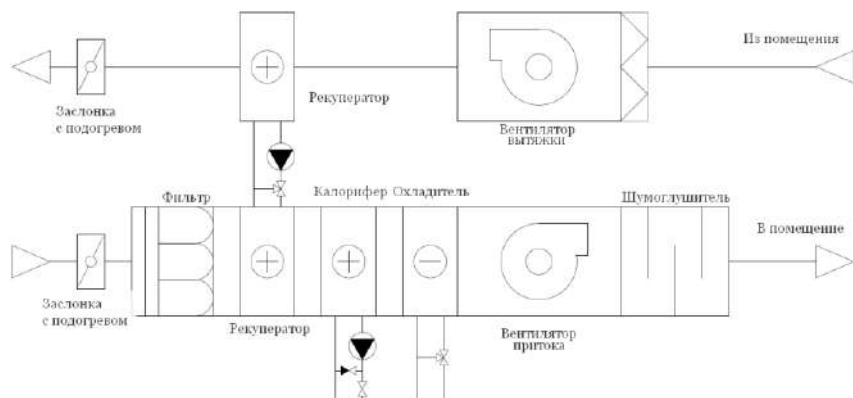 Из помещения
Заслонка
с подогревом
Рекуператор
Вентилятор
вытяжки
Фильтр
Калорифер Охладитель
Шумоглушитель
В помещение
Заслонка
с подогревом
Рекуператор
Вентилятор
притока